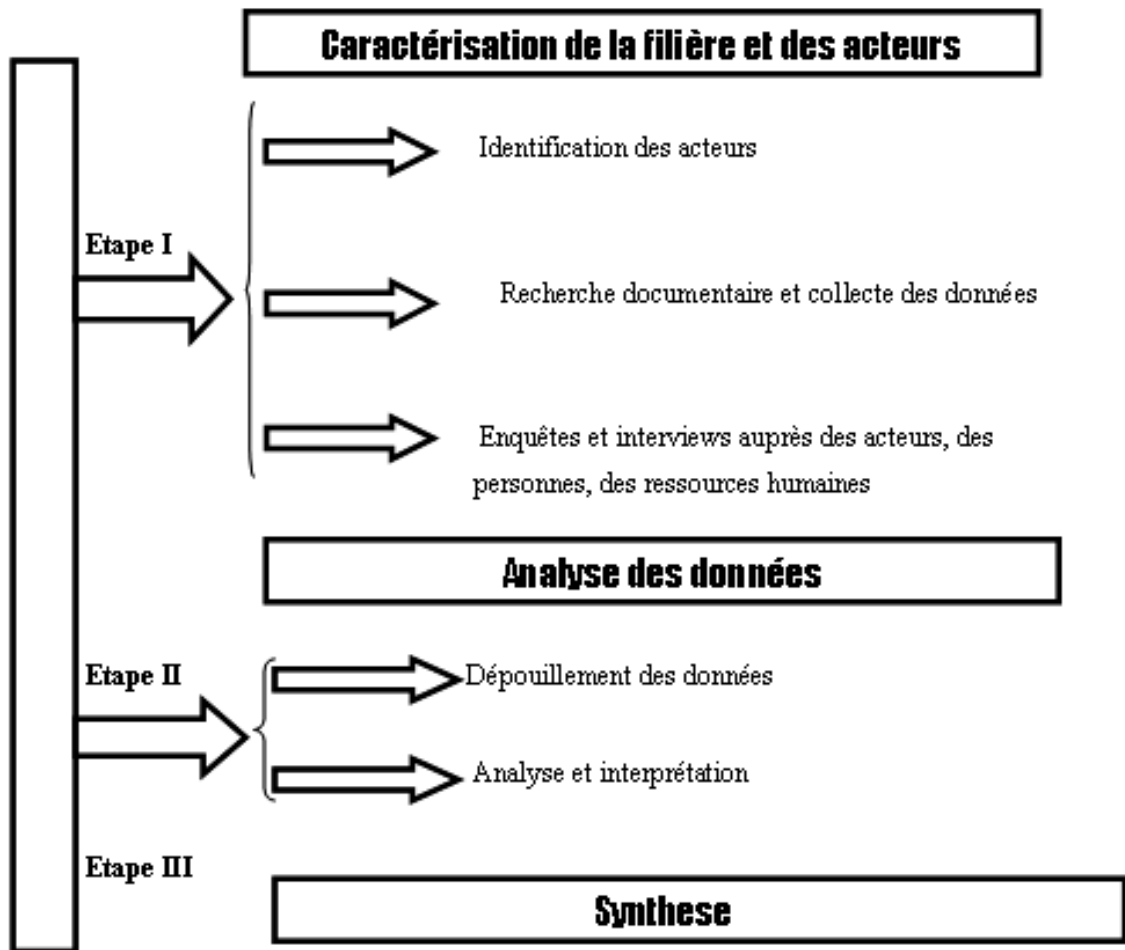 Caractérisation de la filière et des acteurs
Identification des acteurs
Etape I
Recherche documentaire et collecte des données
Enquêtes et interviews auprès des acteurs, des
personnes, des ressources humaines
Analyse des données
Etape II
Dépouillement des données
Analyse et interprétation
Etape III
Synthese